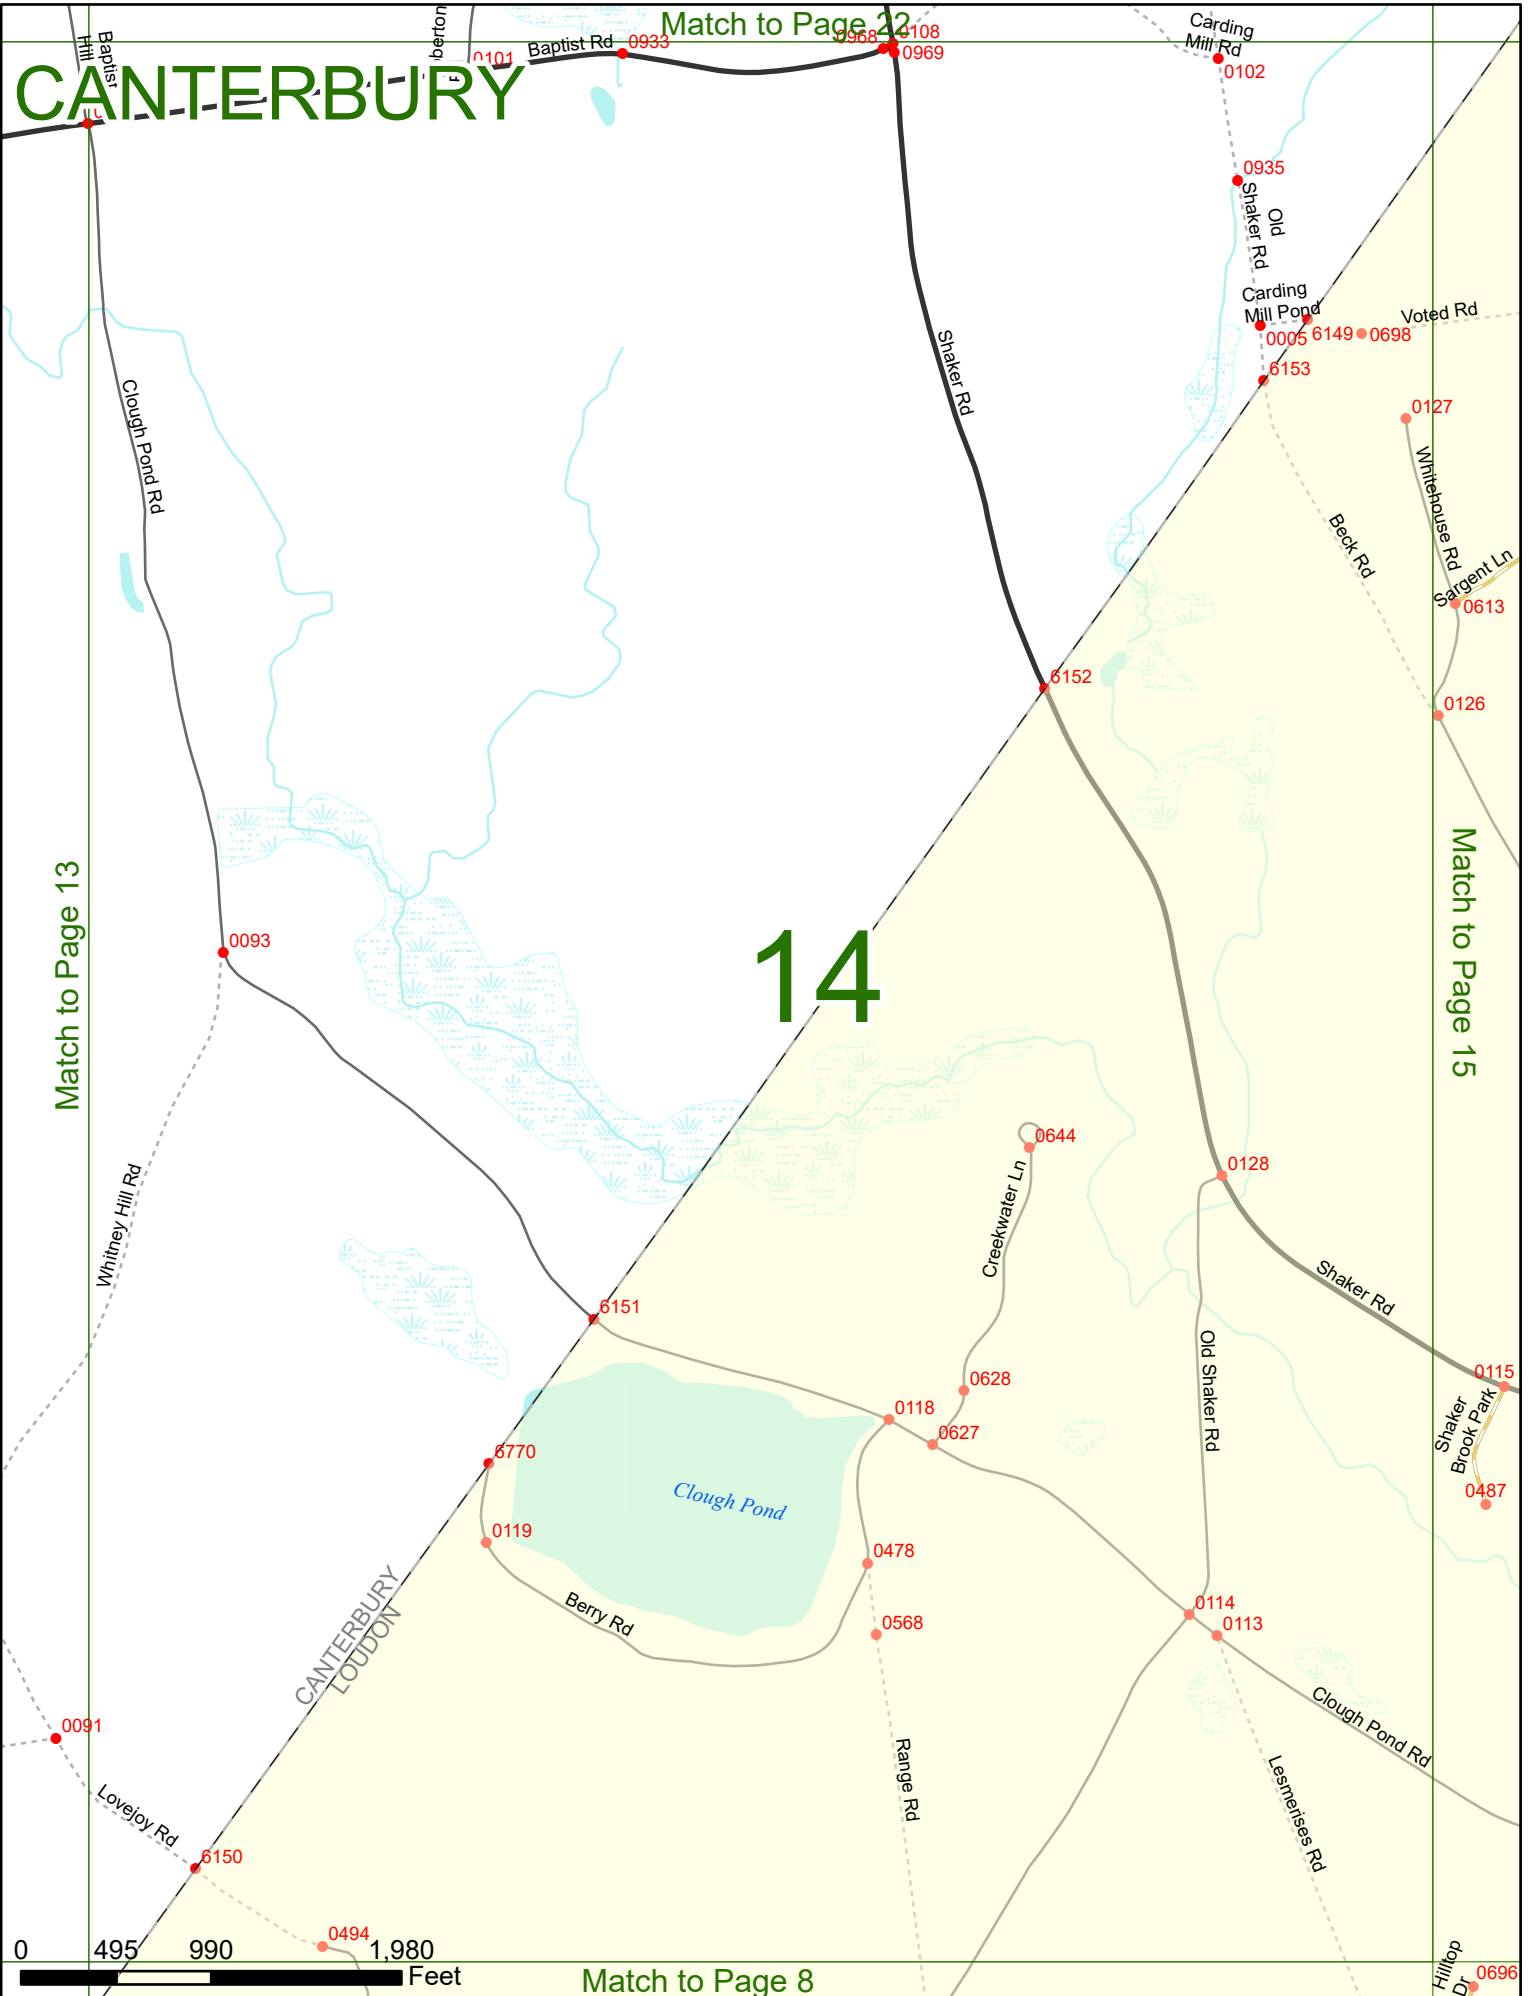 Match to Page 22
CANTERBURY
Baptist
Hill
0101
Baptist Rd
0933
0968
0108
0969
Carding
Mill Rd
0102
0935
Old
Shaker Rd
Carding
Mill Pond
0005
6149
0698
Voted Rd
6153
0127
Whitehouse Rd
Sargent Ln
0613
Beck Rd
0126
Clough Pond Rd
Shaker Rd
6152
Match to Page 13
Match to Page 15
14
0093
Whitney Hill Rd
0644
Creekwater Ln
0128
Shaker Rd
6151
0628
0118
0627
Old Shaker Rd
0115
Shaker
Brook Park
0487
6770
Clough Pond
0119
0478
Berry Rd
0568
0114
0113
CANTERBURY
LOUDON
Clough Pond Rd
0091
Lovejoy Rd
Range Rd
Lesmerises Rd
6150
0494
0 495 990 1,980
Feet
Match to Page 8
Hilltop
Dr
0696